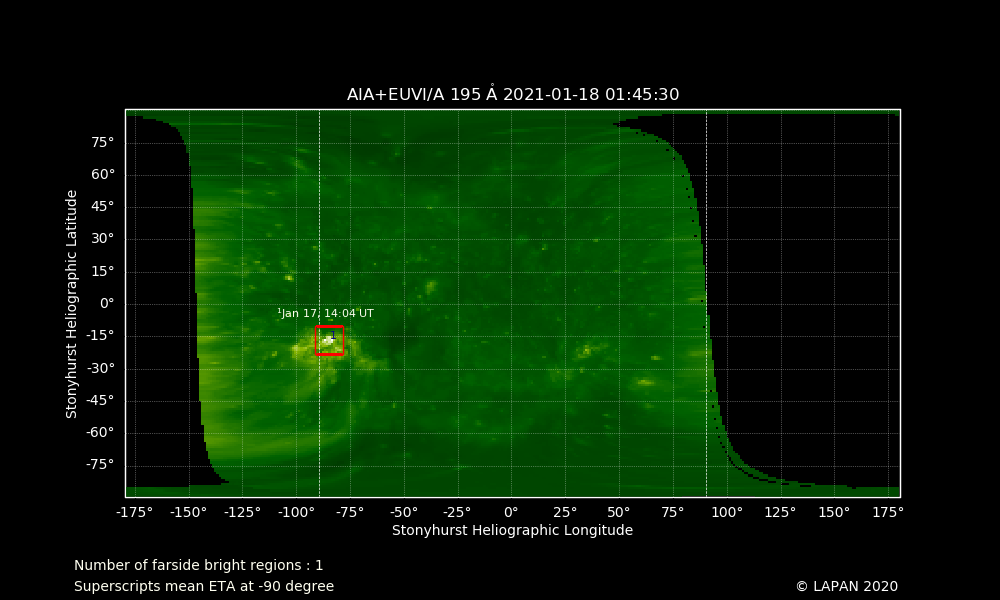 AIA+EUVI/A 195 Å 2021-01-18 01:45:30
75°
60°
45°
30°
15°
0°
-15°
-30°
-45°
-60°
-75°
Stonyhurst Heliographic Latitude
¹Jan 17, 14:04 UT
-175° -150° -125° -100° -75° -50° -25° 0° 25° 50° 75° 100° 125° 150° 175°
Stonyhurst Heliographic Longitude
Number of farside bright regions : 1
Superscripts mean ETA at -90 degree
© LAPAN 2020